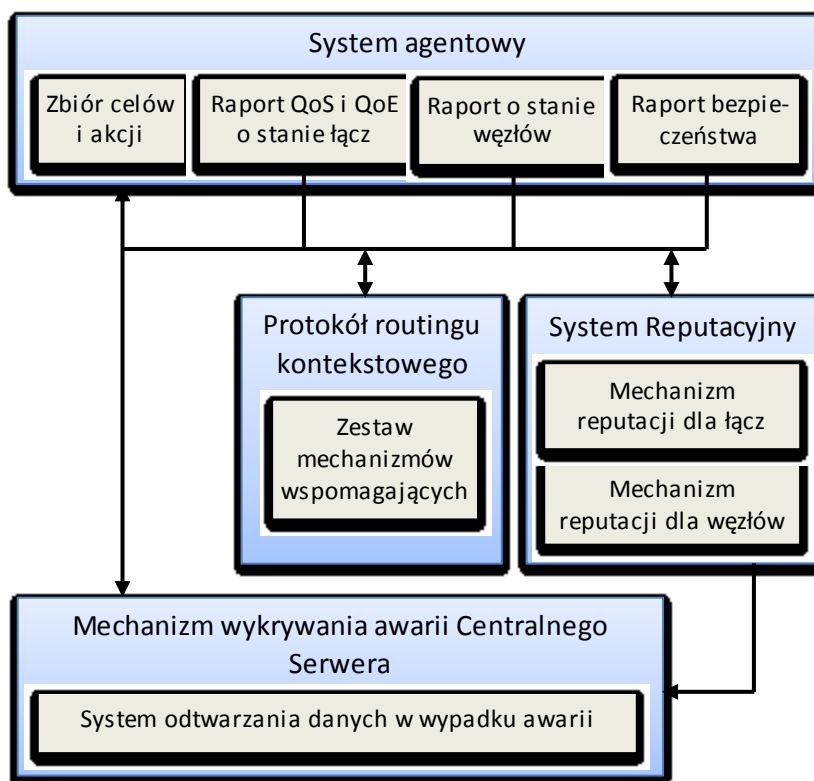 System agentowy
Zbiór celów
i akcji
Raport QoS i QoE
o stanie łącz
Raport o stanie
węzłów
Raport bezpie-
czeństwa
Protokół routingu
kontekstowego
Zestaw
mechanizmów
wspomagających
System Reputacyjny
Mechanizm
reputacji dla łącz
Mechanizm
reputacji dla węzłów
Mechanizm wykrywania awarii Centralnego
Serwera
System odtwarzania danych w wypadku awarii